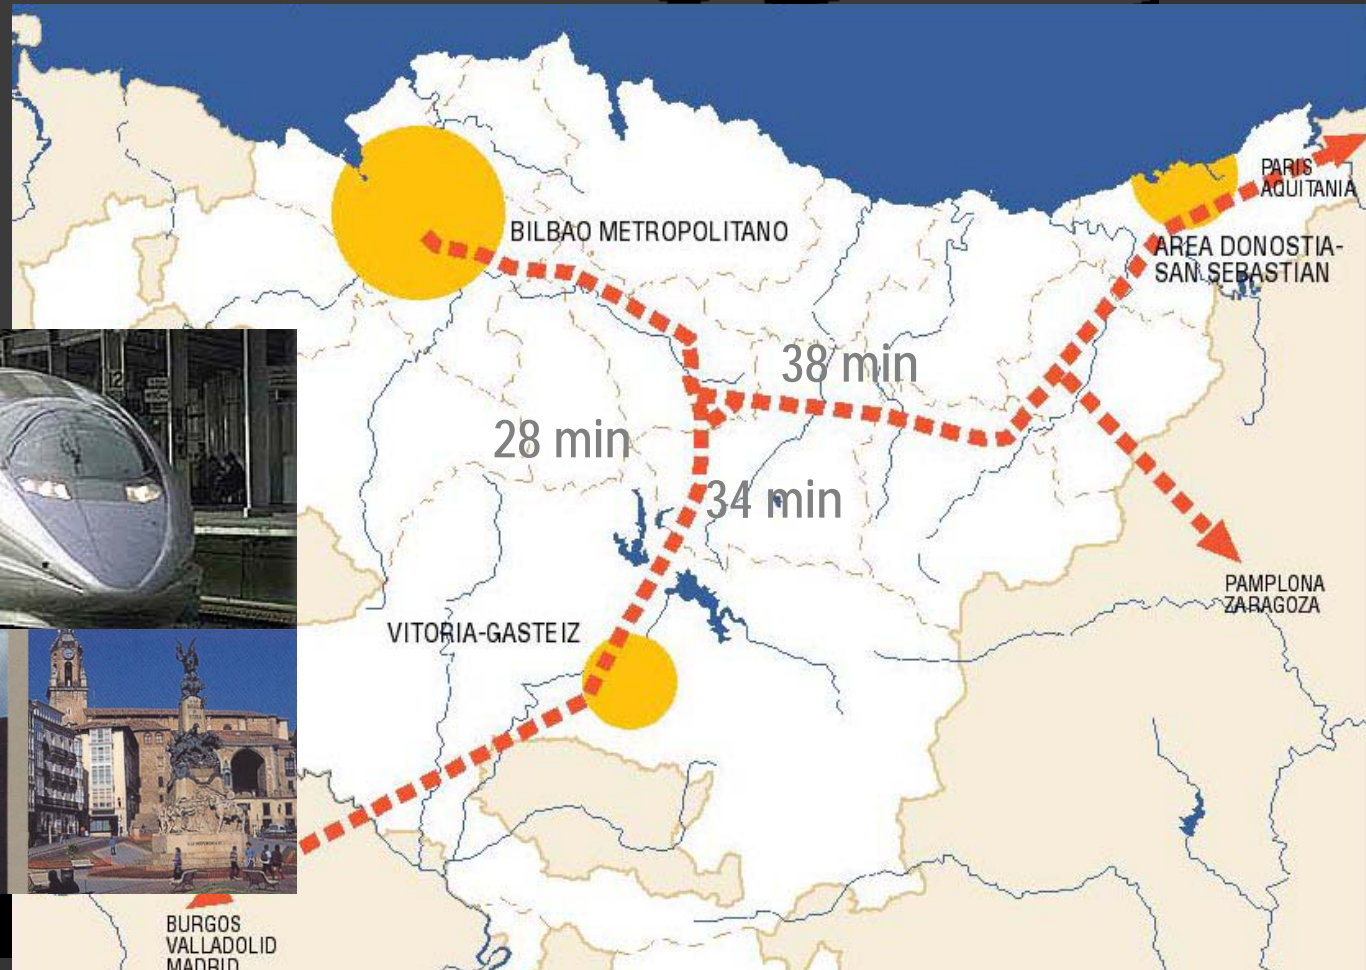 PARIS
AQUITANIA
BILBAO METROPOLITANO
AREA DONOSTIA-
SAN SEBASTIAN
38 min
12
28 min
34 min
PAMPLONA
ZARAGOZA
VITORIA-GASTEIZ
BURGOS
VALLADOLID
MADRID